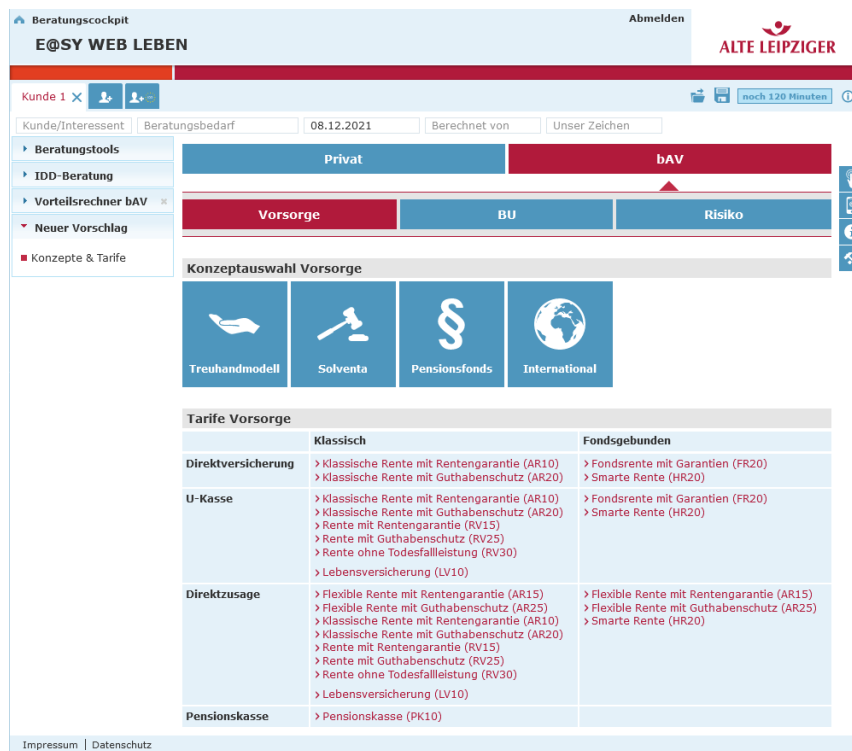 Beratungscockpit
Abmelden
E@SY WEB LEBEN
ALTE LEIPZIGER
Kunde 1
noch 120 Minuten
Kunde/Interessent Beratungsbedarf 08.12.2021 Berechnet von Unser Zeichen
Beratungstools
IDD-Beratung
Vorteilsrechner bAV
Neuer Vorschlag
Konzepte & Tarife
Privat bAV
Vorsorge BU Risiko
Konzeptauswahl Vorsorge
Treuhandmodell Solventa Pensionsfonds International
Tarife Vorsorge
Klassisch Fondsgebunden
Direktversicherung
Klassische Rente mit Rentengarantie (AR10)
Klassische Rente mit Guthabenschutz (AR20)
Fondsrente mit Garantien (FR20)
Smarte Rente (HR20)
U-Kasse
Klassische Rente mit Rentengarantie (AR10)
Klassische Rente mit Guthabenschutz (AR20)
Rente mit Rentengarantie (RV15)
Rente mit Guthabenschutz (RV25)
Rente ohne Todesfallleistung (RV30)
Lebensversicherung (LV10)
Fondsrente mit Garantien (FR20)
Smarte Rente (HR20)
Direktzusage
Flexible Rente mit Rentengarantie (AR15)
Flexible Rente mit Guthabenschutz (AR25)
Klassische Rente mit Rentengarantie (AR10)
Klassische Rente mit Guthabenschutz (AR20)
Rente mit Rentengarantie (RV15)
Rente mit Guthabenschutz (RV25)
Rente ohne Todesfallleistung (RV30)
Lebensversicherung (LV10)
Flexible Rente mit Rentengarantie (AR15)
Flexible Rente mit Guthabenschutz (AR25)
Smarte Rente (HR20)
Pensionskasse
Pensionskasse (PK10)
Impressum | Datenschutz